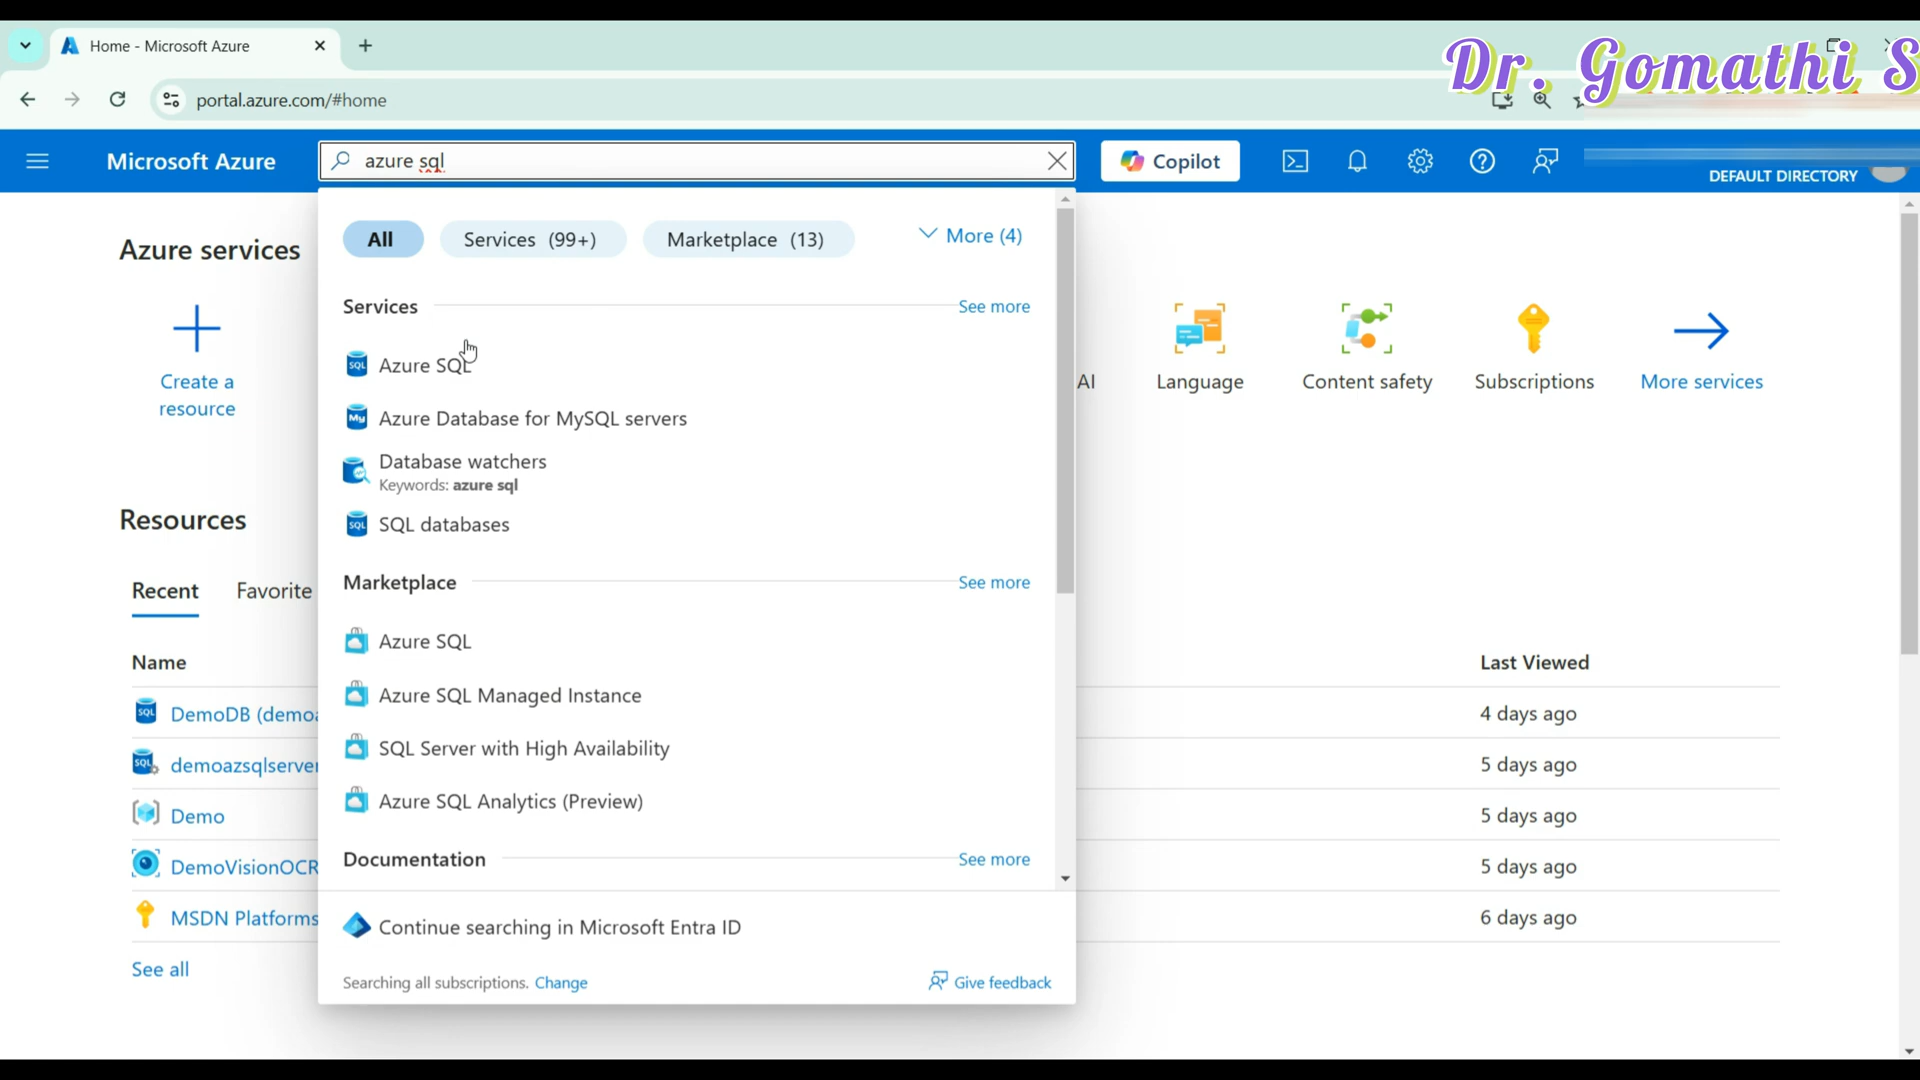 Home - Microsoft Azure
Dr. Gomathi S
portal.azure.com/#home
Microsoft Azure
azure sql
Copilot
DEFAULT DIRECTORY
All
Services (99+)
Marketplace (13)
More (4)
Azure services
Create a
resource
AI
Language
Content safety
Subscriptions
More services
Services
See more
Azure SQL
Azure Database for MySQL servers
Database watchers
Keywords: azure sql
SQL databases
Marketplace
See more
Azure SQL
Azure SQL Managed Instance
SQL Server with High Availability
Azure SQL Analytics (Preview)
Documentation
See more
Continue searching in Microsoft Entra ID
Searching all subscriptions. Change
Give feedback
Resources
Recent
Favorite
Name
Last Viewed
DemoDB (demoa
4 days ago
demoazsqlserver
5 days ago
Demo
5 days ago
DemoVisionOCR
5 days ago
MSDN Platforms
6 days ago
See all